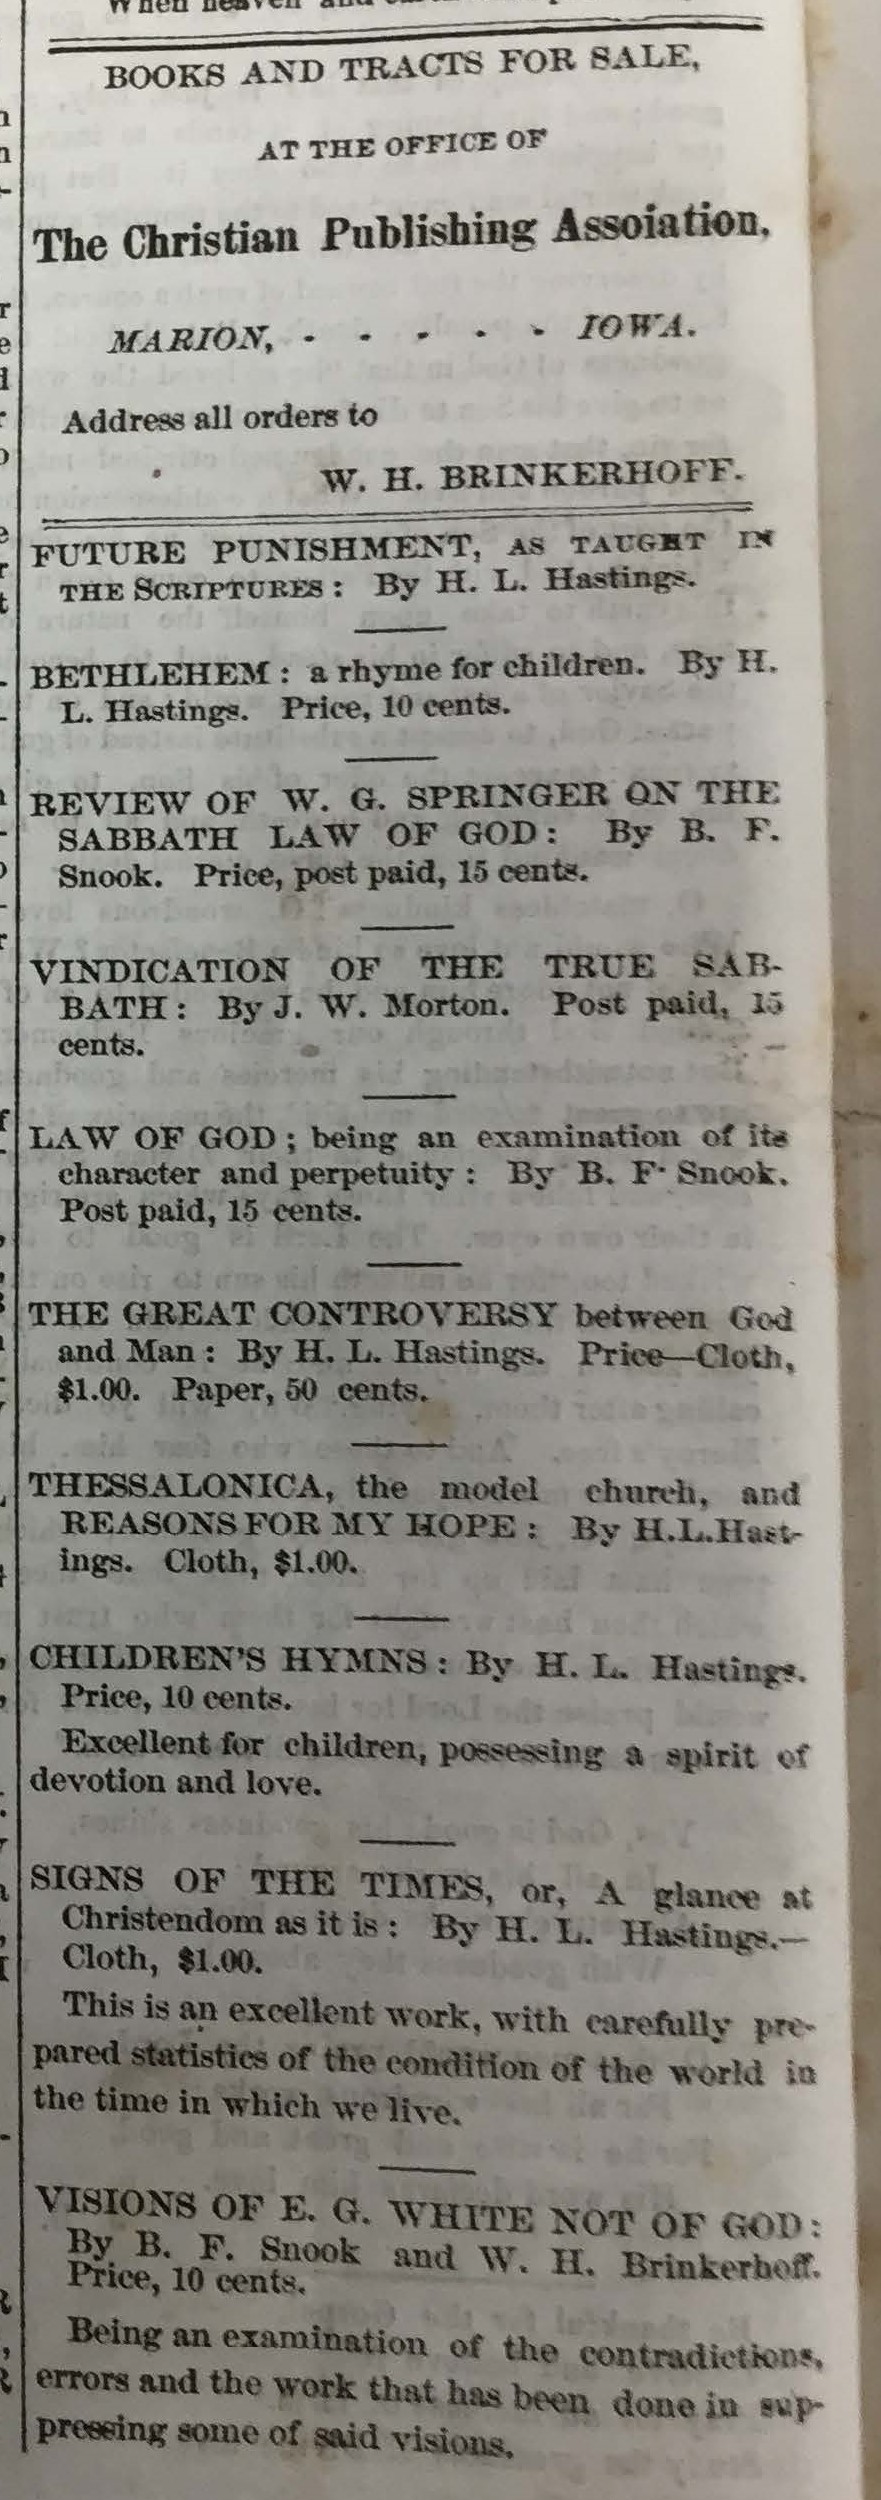 When heaven and
BOOKS AND TRACTS FOR SALE,
AT THE OFFICE OF
The Christian Publishing Assoiation,
MARION, - - - - - IOWA.
Address all orders to
W. H. BRINKERHOFF.
FUTURE PUNISHMENT, AS TAUGHT IN
THE SCRIPTURES: By H. L. Hastings.
BETHLEHEM: a rhyme for children. By H.
L. Hastings. Price, 10 cents.
REVIEW OF W. G. SPRINGER ON THE
SABBATH LAW OF GOD: By B. F.
Snook. Price, post paid, 15 cents.
VINDICATION OF THE TRUE SAB-
BATH: By J. W. Morton. Post paid, 15
cents.
LAW OF GOD; being an examination of its
character and perpetuity: By B. F. Snook.
Post paid, 15 cents.
THE GREAT CONTROVERSY between God
and Man: By H. L. Hastings. Price—Cloth,
$1.00. Paper, 50 cents.
THESSALONICA, the model church, and
REASONS FOR MY HOPE: By H.L.Hast-
ings. Cloth, $1.00.
CHILDREN'S HYMNS: By H. L. Hastings.
Price, 10 cents.
Excellent for children, possessing a spirit of
devotion and love.
SIGNS OF THE TIMES, or, A glance at
Christendom as it is: By H. L. Hastings.—
Cloth, $1.00.
This is an excellent work, with carefully pre-
pared statistics of the condition of the world in
the time in which we live.
VISIONS OF E. G. WHITE NOT OF GOD:
By B. F. Snook and W. H. Brinkerhoff.
Price, 10 cents.
Being an examination of the contradictions,
errors and the work that has been done in sup-
pressing some of said visions.